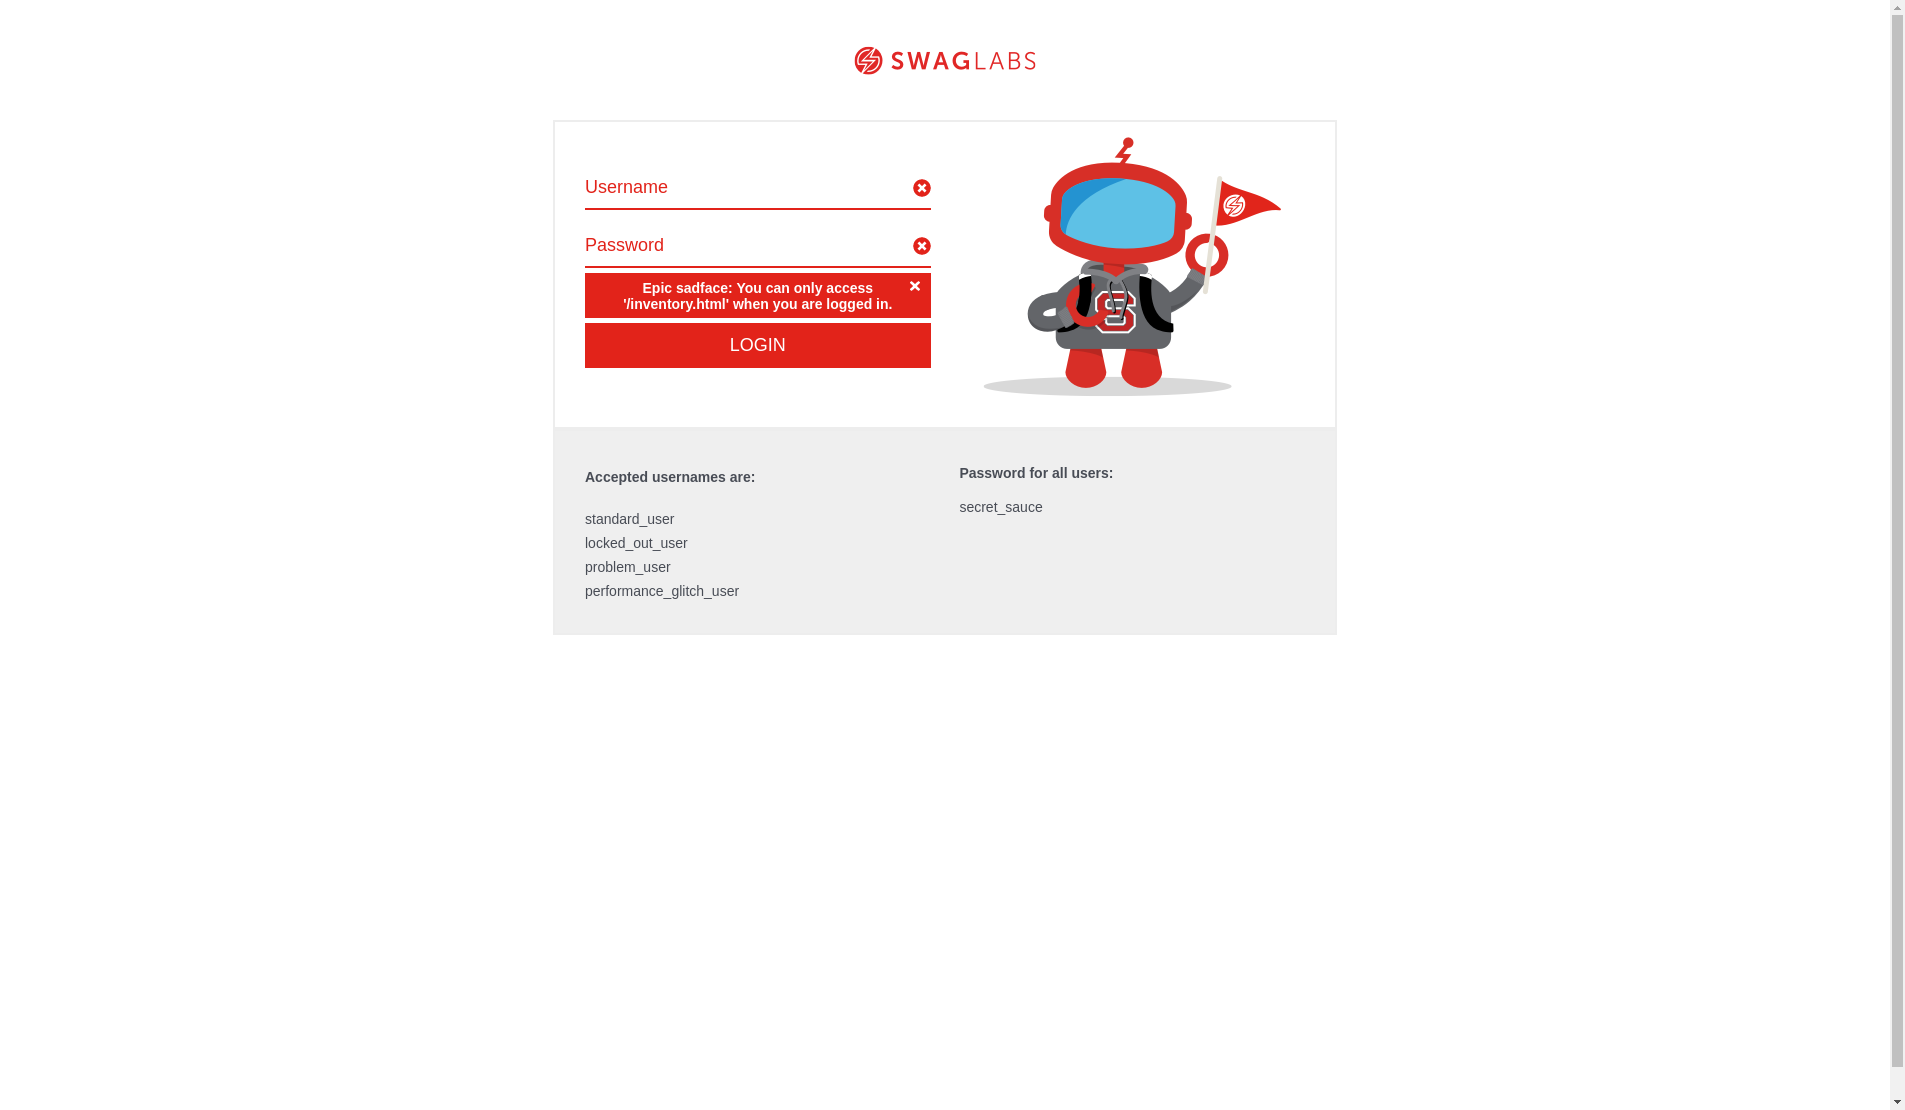 SWAGLABS
Username
Password
Epic sadface: You can only access
'/inventory.html' when you are logged in.
LOGIN
S
Accepted usernames are:
standard_user
locked_out_user
problem_user
performance_glitch_user
Password for all users:
secret_sauce